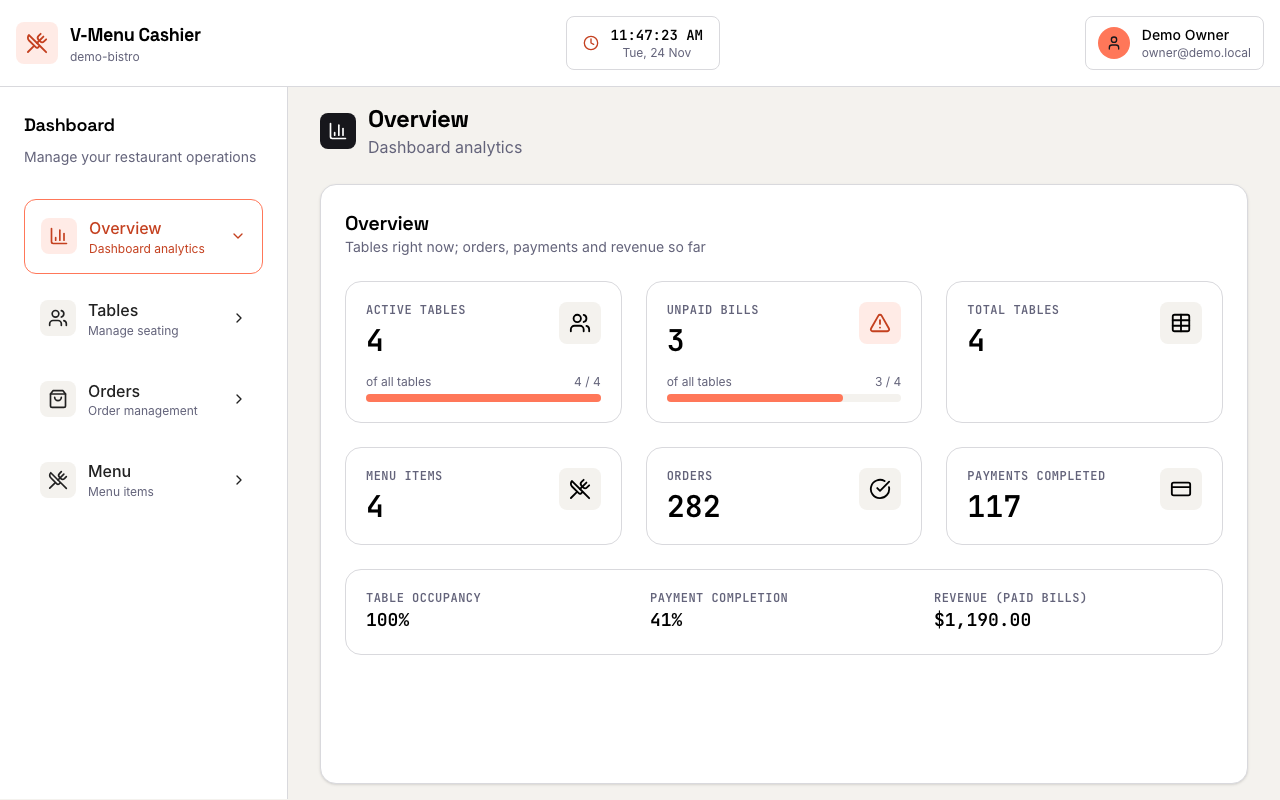 V-Menu Cashier
demo-bistro
11:47:23 AM
Tue, 24 Nov
Demo Owner
owner@demo.local
Dashboard
Manage your restaurant operations
Overview
Dashboard analytics
Tables
Manage seating
Orders
Order management
Menu
Menu items
Overview
Dashboard analytics
Overview
Tables right now; orders, payments and revenue so far
ACTIVE TABLES
4
of all tables 4 / 4
UNPAID BILLS
3
of all tables 3 / 4
TOTAL TABLES
4
MENU ITEMS
4
ORDERS
282
PAYMENTS COMPLETED
117
TABLE OCCUPANCY
100%
PAYMENT COMPLETION
41%
REVENUE (PAID BILLS)
$1,190.00